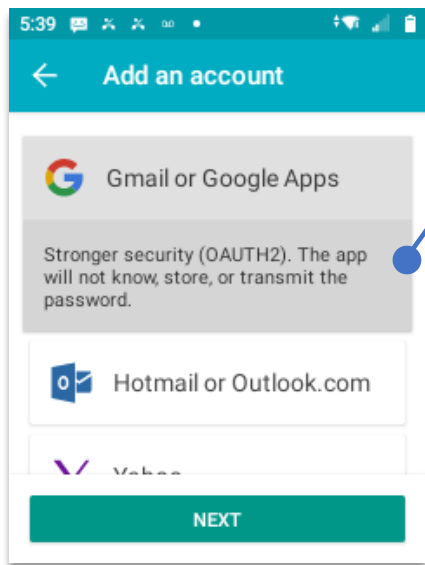 5:39
Add an account
Gmail or Google Apps
Stronger security (OAUTH2). The app
will not know, store, or transmit the
password.
Hotmail or Outlook.com
Yahoo
NEXT